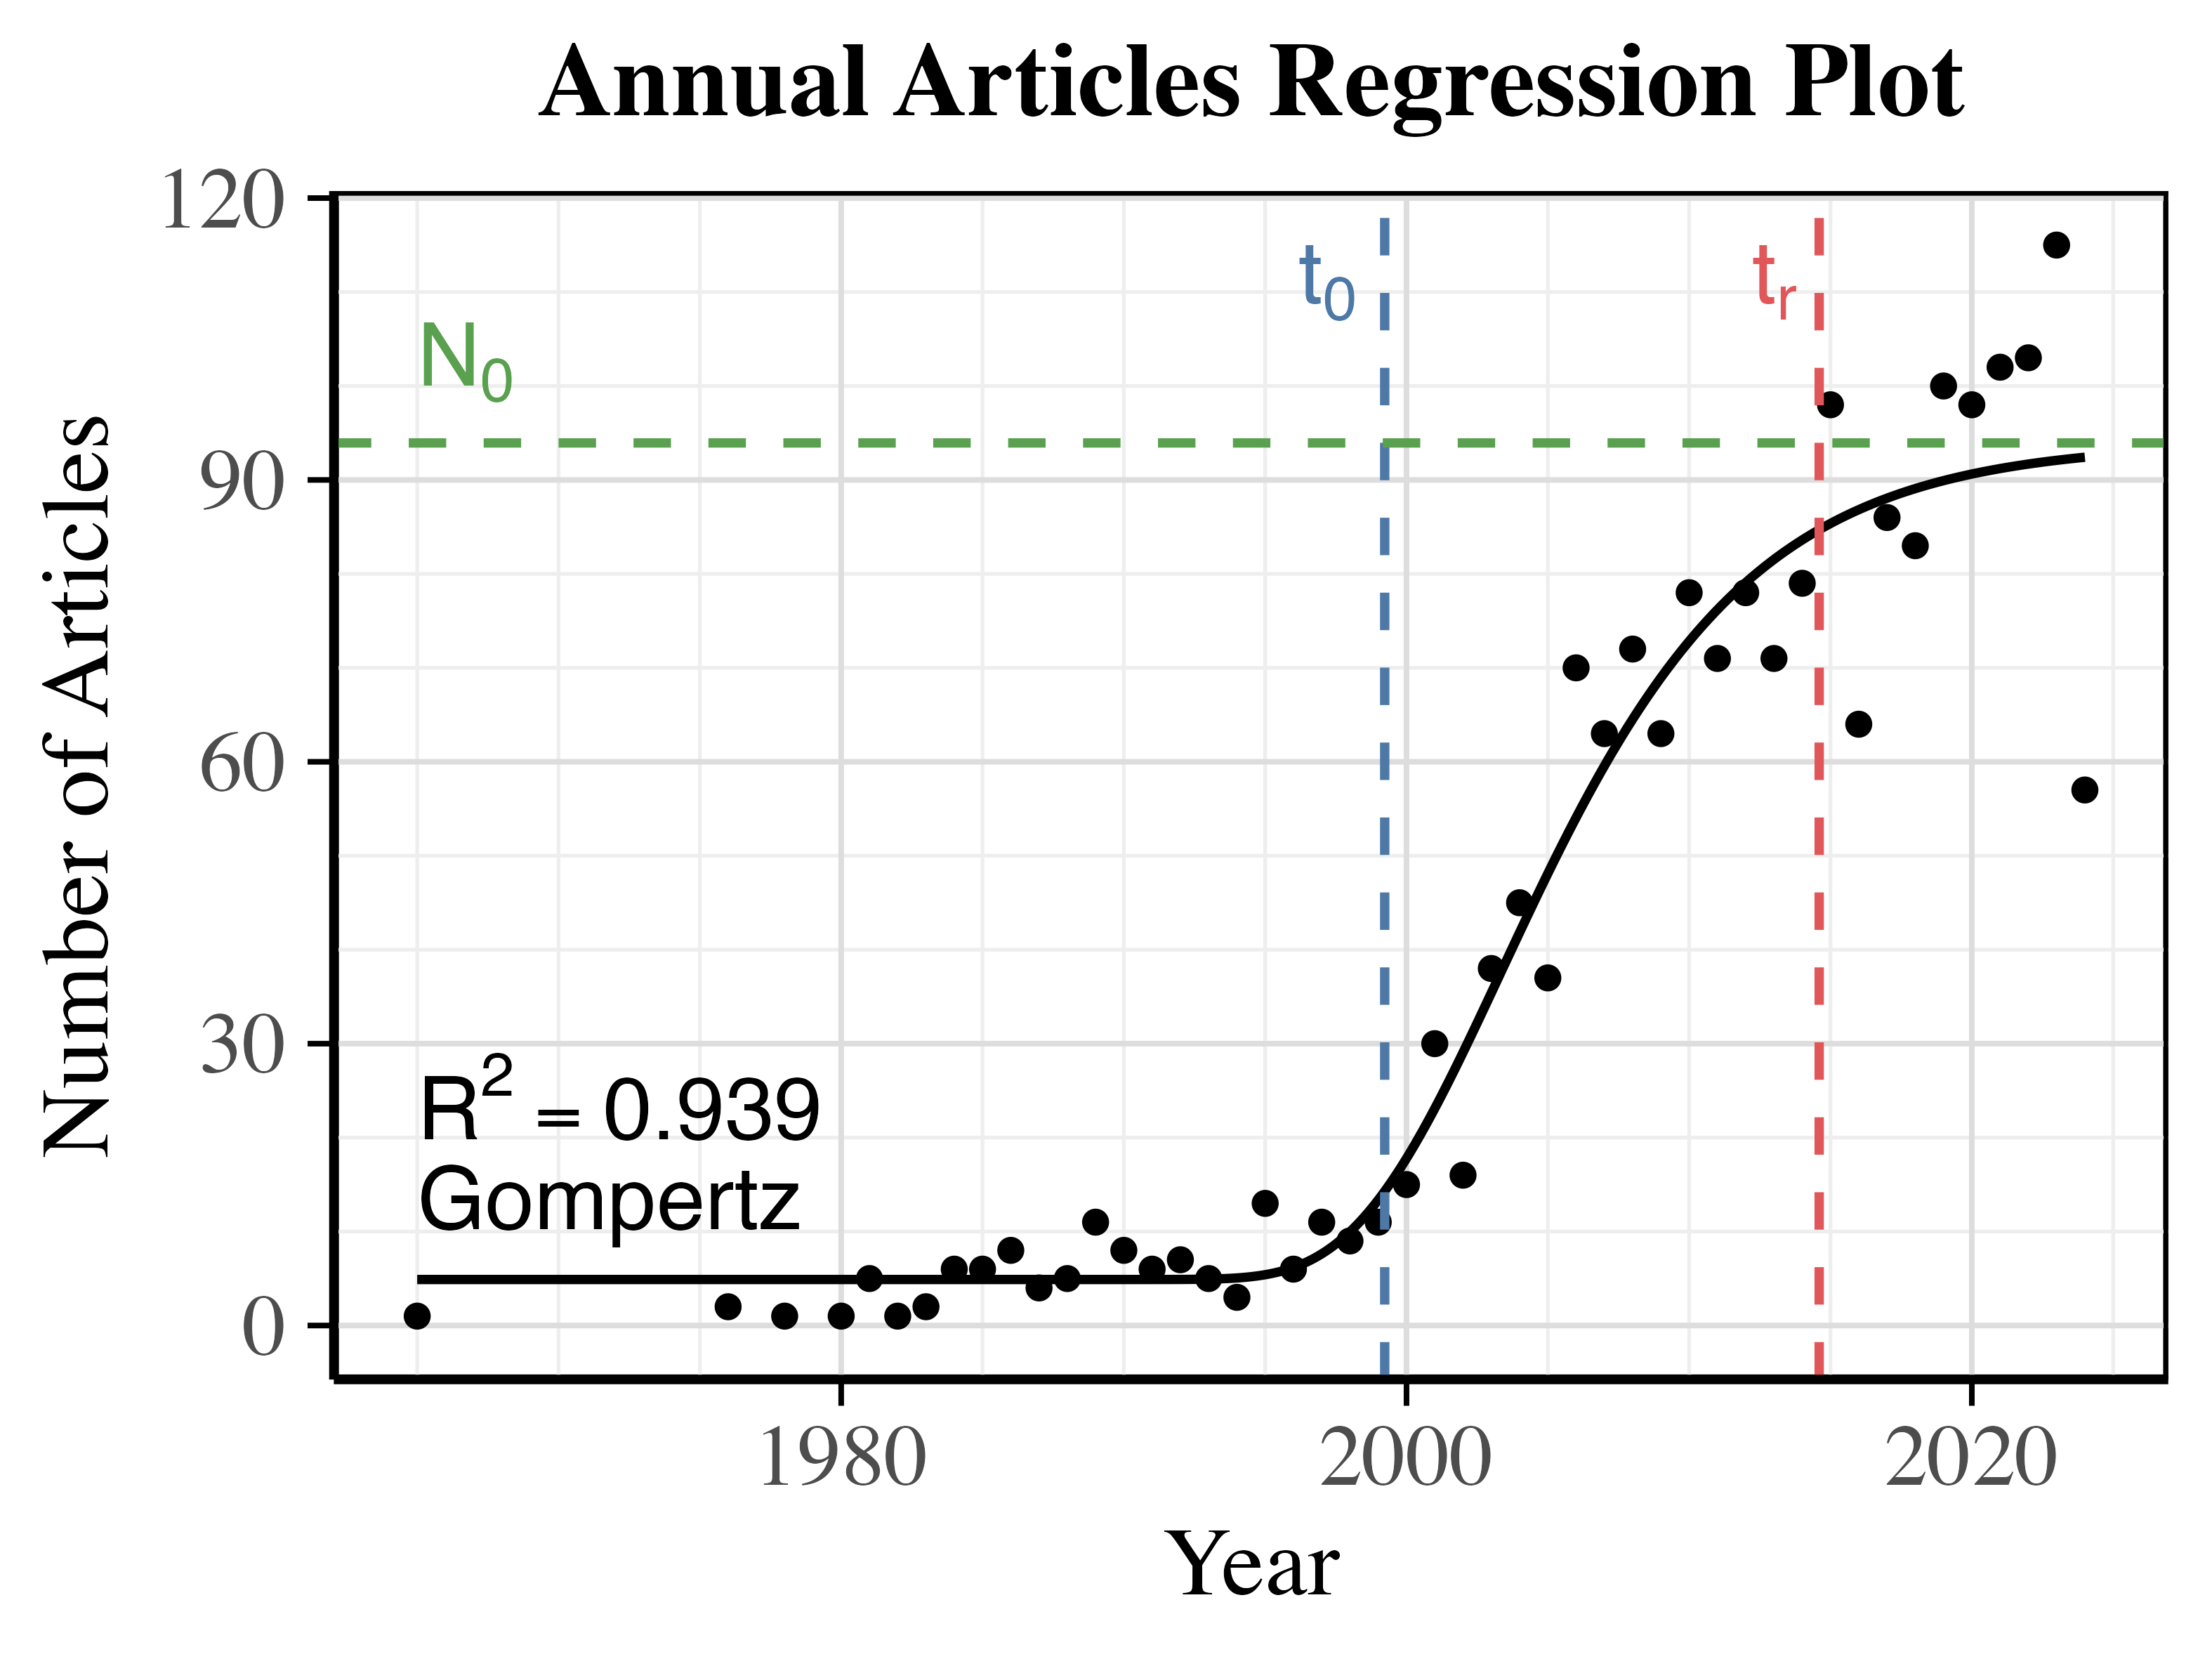 Annual Articles Regression Plot
120
90
60
30
0
Number of Articles
N₀
t₀
tᵣ
R² = 0.939
Gompertz
1980
2000
2020
Year